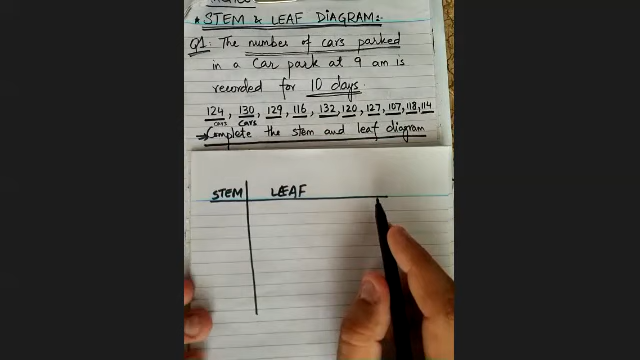 * STEM & LEAF DIAGRAM:-
Q1: The number of cars parked
in a Car park at 9 am is
recorded for 10 days.
124, 130, 129, 116, 132, 120, 127, 107, 118, 114
cars cars
→ Complete the stem and leaf diagram
STEM LEAF